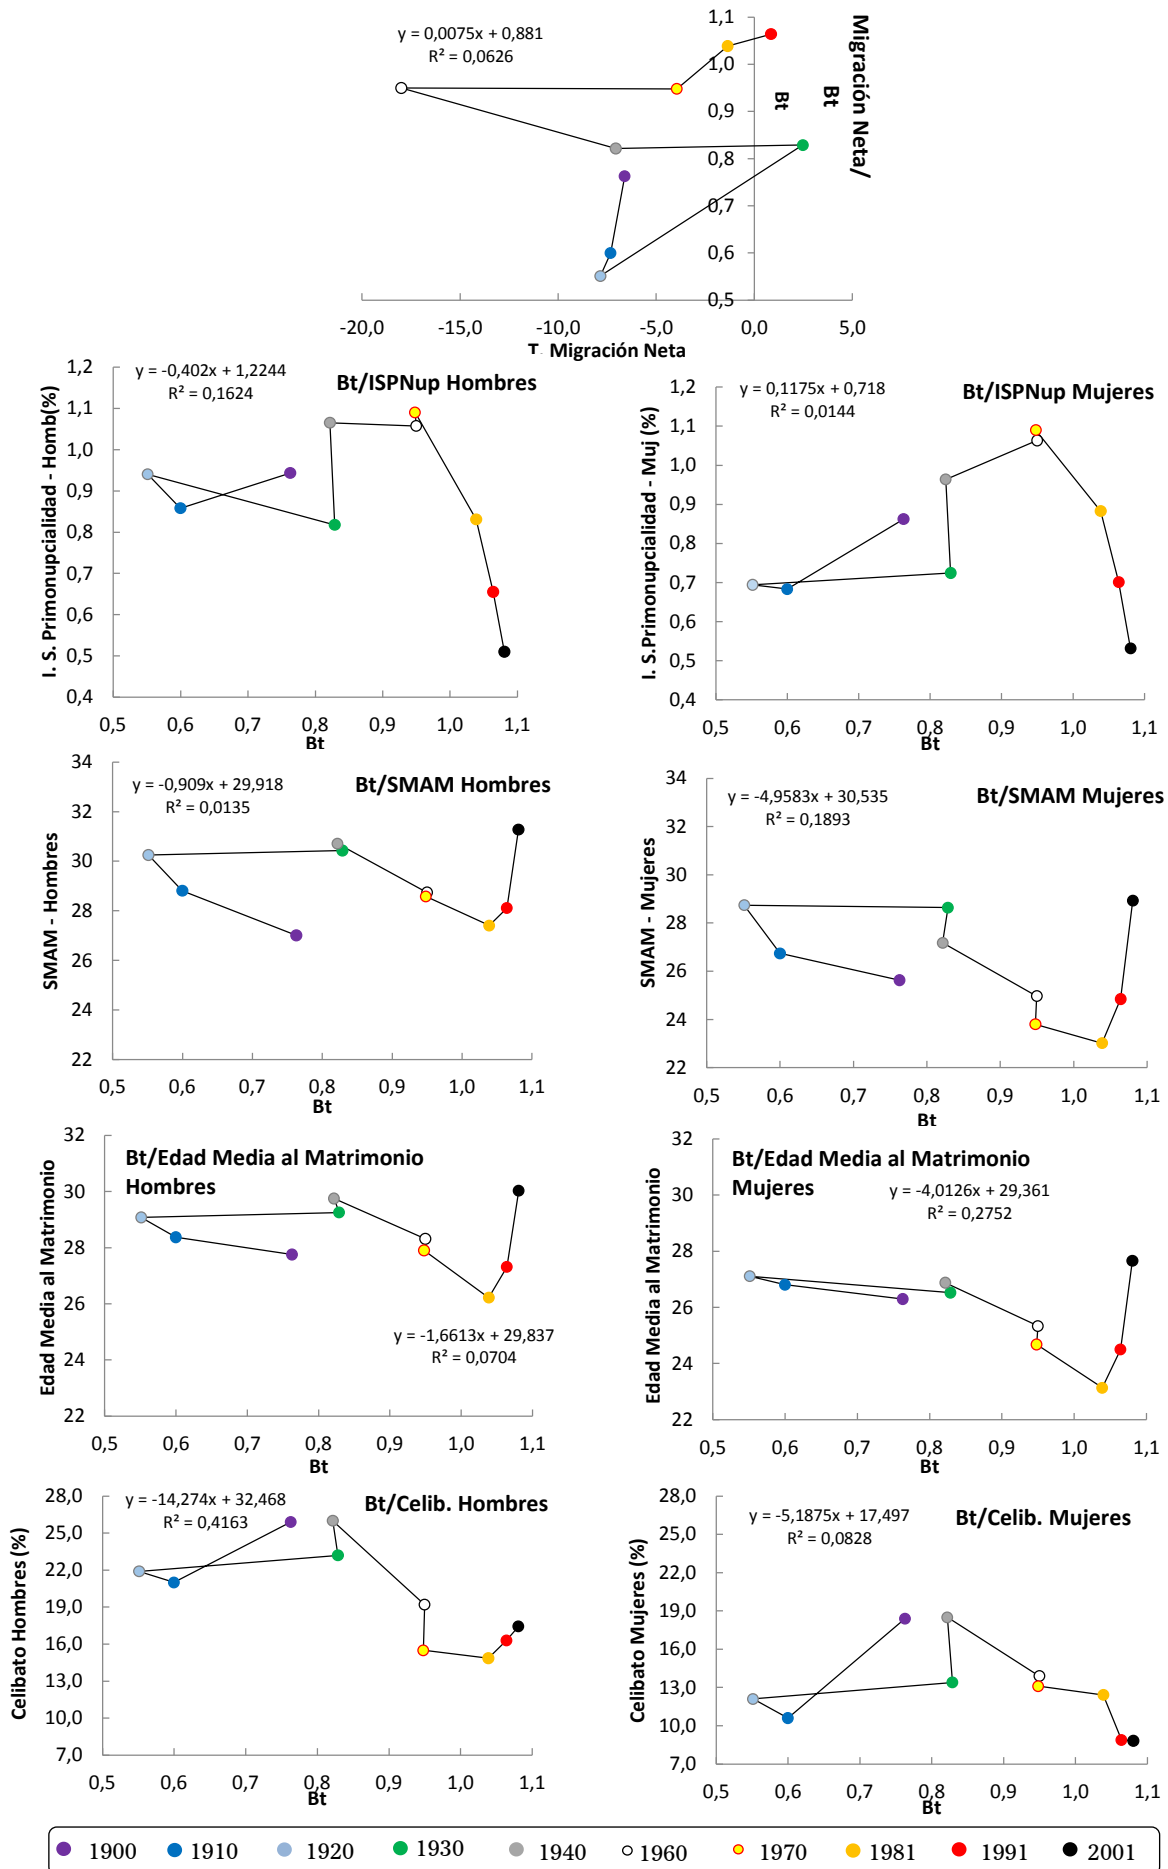 y = 0,0075x + 0,881
R² = 0,0626
Migración Neta/
Bt
Bt
1,1
1,0
0,9
0,8
0,7
0,6
0,5
-20,0 -15,0 -10,0 -5,0 0,0 5,0
T. Migración Neta
Bt/ISPNup Hombres
y = -0,402x + 1,2244
R² = 0,1624
I. S. Primonupcialidad - Homb(%)
1,2
1,1
1,0
0,9
0,8
0,7
0,6
0,5
0,4
0,5 0,6 0,7 0,8 0,9 1,0 1,1
Bt
Bt/ISPNup Mujeres
y = 0,1175x + 0,718
R² = 0,0144
I. S.Primonupcialidad - Muj (%)
1,2
1,1
1,0
0,9
0,8
0,7
0,6
0,5
0,4
0,5 0,6 0,7 0,8 0,9 1,0 1,1
Bt
Bt/SMAM Hombres
y = -0,909x + 29,918
R² = 0,0135
SMAM - Hombres
34
32
30
28
26
24
22
0,5 0,6 0,7 0,8 0,9 1,0 1,1
Bt
Bt/SMAM Mujeres
y = -4,9583x + 30,535
R² = 0,1893
SMAM - Mujeres
34
32
30
28
26
24
22
0,5 0,6 0,7 0,8 0,9 1,0 1,1
Bt
Bt/Edad Media al Matrimonio
Hombres
y = -1,6613x + 29,837
R² = 0,0704
Edad Media al Matrimonio
32
30
28
26
24
22
0,5 0,6 0,7 0,8 0,9 1,0 1,1
Bt
Bt/Edad Media al Matrimonio
Mujeres
y = -4,0126x + 29,361
R² = 0,2752
Edad Media al Matrimonio
32
30
28
26
24
22
0,5 0,6 0,7 0,8 0,9 1,0 1,1
Bt
Bt/Celib. Hombres
y = -14,274x + 32,468
R² = 0,4163
Celibato Hombres (%)
28,0
25,0
22,0
19,0
16,0
13,0
10,0
7,0
0,5 0,6 0,7 0,8 0,9 1,0 1,1
Bt
Bt/Celib. Mujeres
y = -5,1875x + 17,497
R² = 0,0828
Celibato Mujeres (%)
28,0
25,0
22,0
19,0
16,0
13,0
10,0
7,0
0,5 0,6 0,7 0,8 0,9 1,0 1,1
Bt
1900 1910 1920 1930 1940 1960 1970 1981 1991 2001